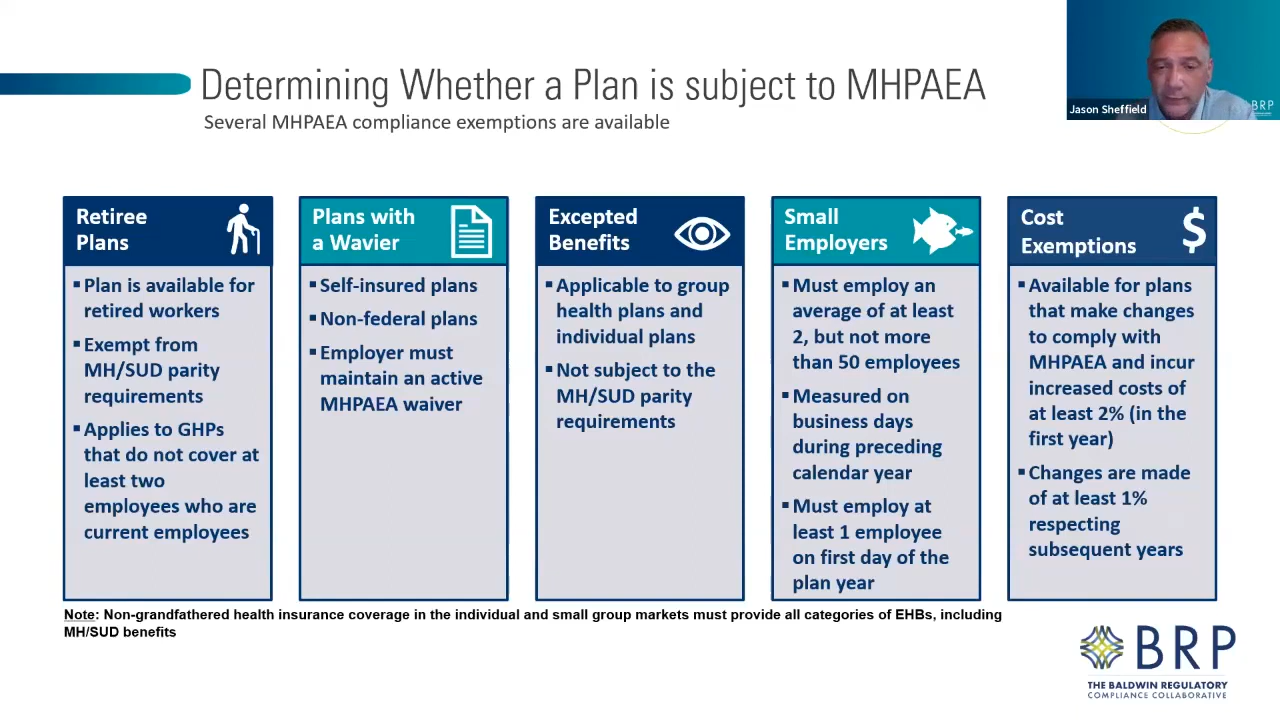 Determining Whether a Plan is subject to MHPAEA
Several MHPAEA compliance exemptions are available
Jason Sheffield
BRP
Retiree
Plans
▪Plan is available for
retired workers
▪Exempt from
MH/SUD parity
requirements
▪Applies to GHPs
that do not cover at
least two
employees who are
current employees
Plans with
a Wavier
▪Self-insured plans
▪Non-federal plans
▪Employer must
maintain an active
MHPAEA waiver
Excepted
Benefits
▪Applicable to group
health plans and
individual plans
▪Not subject to the
MH/SUD parity
requirements
Small
Employers
▪Must employ an
average of at least
2, but not more
than 50 employees
▪Measured on
business days
during preceding
calendar year
▪Must employ at
least 1 employee
on first day of the
plan year
Cost
Exemptions
$
▪Available for plans
that make changes
to comply with
MHPAEA and incur
increased costs of
at least 2% (in the
first year)
▪Changes are made
of at least 1%
respecting
subsequent years
Note: Non-grandfathered health insurance coverage in the individual and small group markets must provide all categories of EHBs, including
MH/SUD benefits
BRP
THE BALDWIN REGULATORY
COMPLIANCE COLLABORATIVE